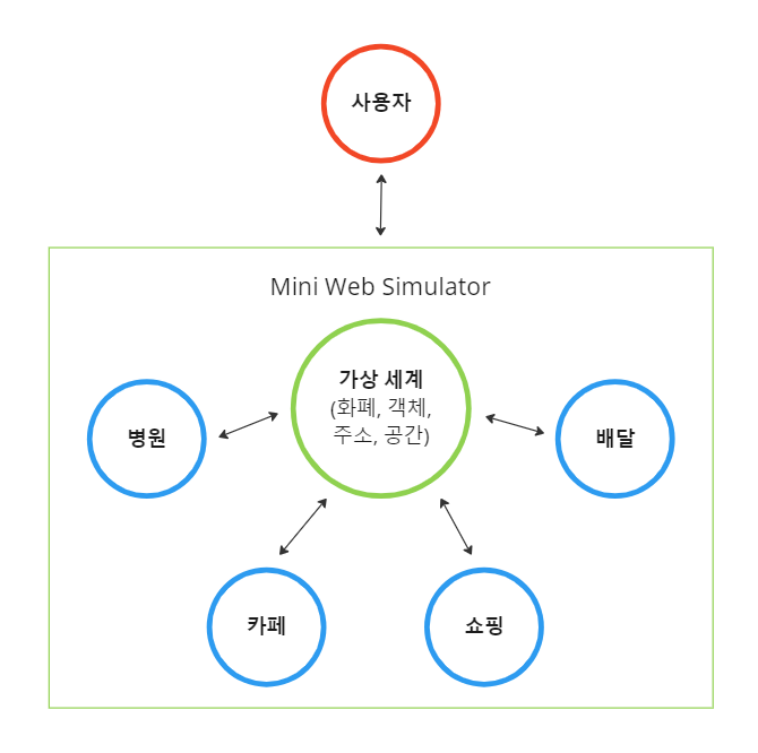 사용자
Mini Web Simulator
가상 세계
(화폐, 객체,
주소, 공간)
병원
배달
카페
쇼핑